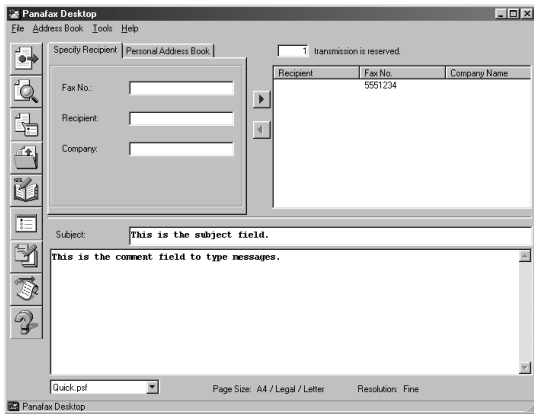 Panafax Desktop
File Address Book Tools Help
Specify Recipient Personal Address Book
1 transmission is reserved.
Recipient Fax No. Company Name
5551234
Fax No.:
Recipient:
Company:
Subject: This is the subject field.
This is the comment field to type messages.
Quick.psf Page Size: A4 / Legal / Letter Resolution: Fine
Panafax Desktop